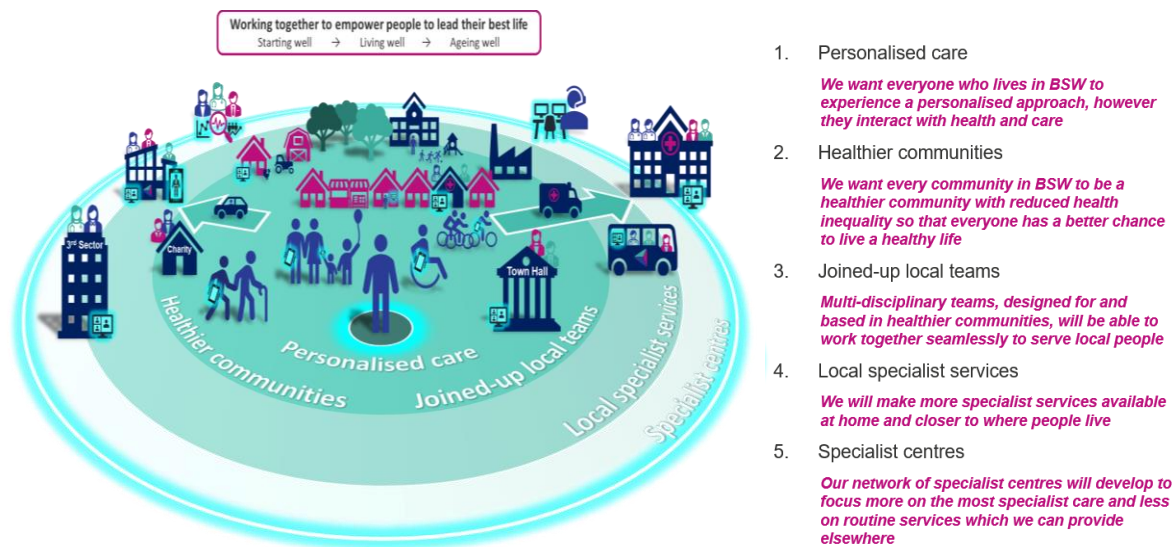 Working together to empower people to lead their best life
Starting well → Living well → Ageing well
3rd Sector
Charity
Town Hall
Personalised care
Healthier communities
Joined-up local teams
Local specialist services
Specialist centres
1. Personalised care
We want everyone who lives in BSW to
experience a personalised approach, however
they interact with health and care
2. Healthier communities
We want every community in BSW to be a
healthier community with reduced health
inequality so that everyone has a better chance
to live a healthy life
3. Joined-up local teams
Multi-disciplinary teams, designed for and
based in healthier communities, will be able to
work together seamlessly to serve local people
4. Local specialist services
We will make more specialist services available
at home and closer to where people live
5. Specialist centres
Our network of specialist centres will develop to
focus more on the most specialist care and less
on routine services which we can provide
elsewhere